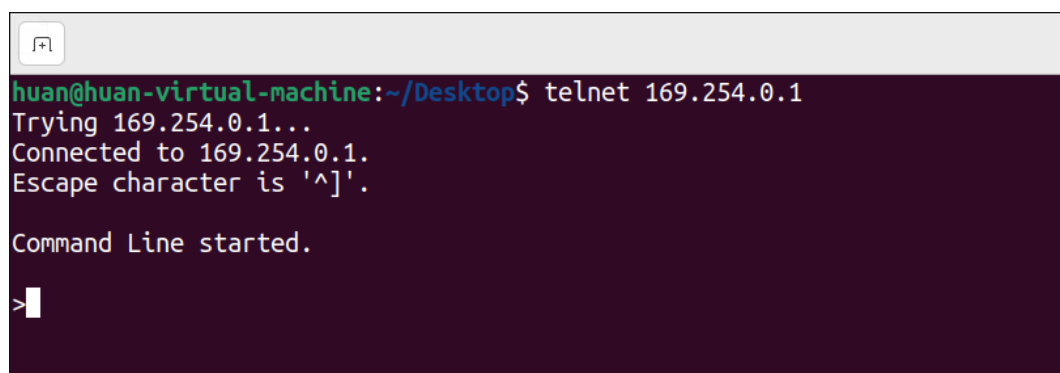 huan@huan-virtual-machine:~/Desktop$ telnet 169.254.0.1
Trying 169.254.0.1...
Connected to 169.254.0.1.
Escape character is '^]'.
Command Line started.
>